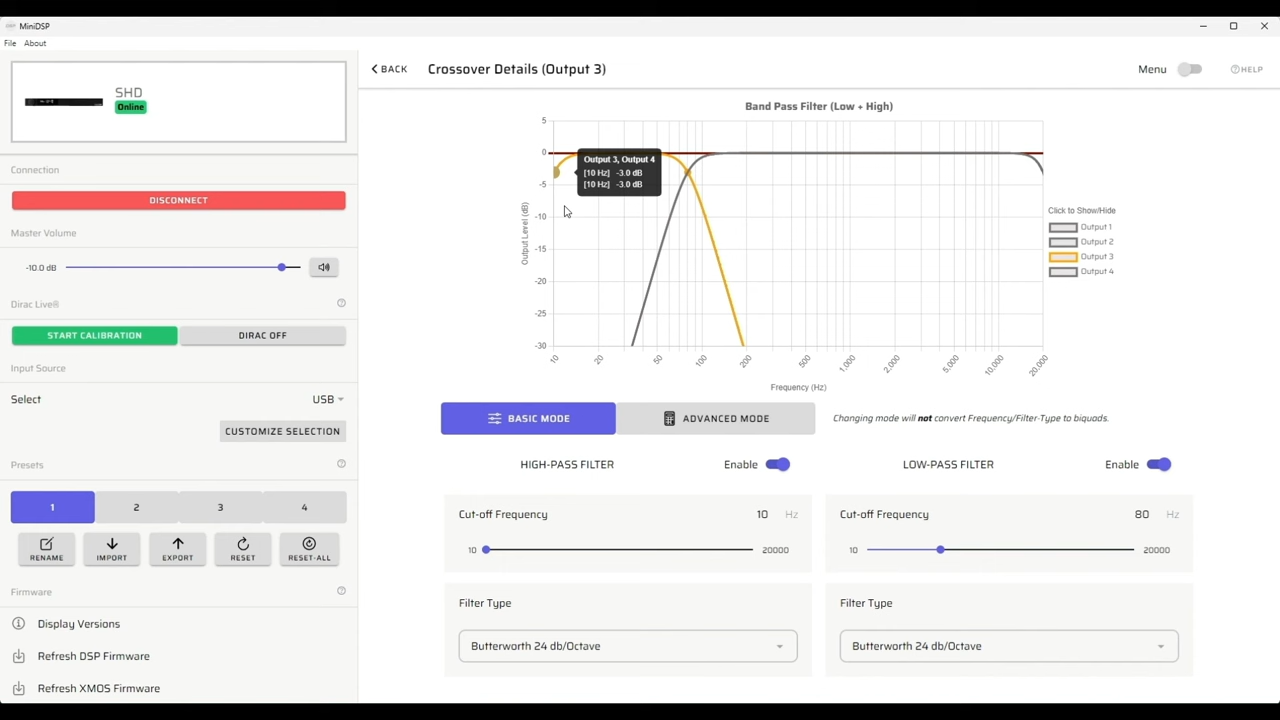 MiniDSP
File About
SHD
Online
Connection
DISCONNECT
Master Volume
-10.0 dB
Dirac Live®
START CALIBRATION
DIRAC OFF
Input Source
Select
USB
CUSTOMIZE SELECTION
Presets
1
2
3
4
RENAME
IMPORT
EXPORT
RESET
RESET-ALL
Firmware
Display Versions
Refresh DSP Firmware
Refresh XMOS Firmware
BACK
Crossover Details (Output 3)
Menu
HELP
Band Pass Filter (Low + High)
Output Level (dB)
5
0
-5
-10
-15
-20
-25
-30
Output 3, Output 4
[10 Hz] -3.0 dB
[10 Hz] -3.0 dB
10
20
50
100
200
500
1,000
2,000
5,000
10,000
20,000
Frequency (Hz)
Click to Show/Hide
Output 1
Output 2
Output 3
Output 4
BASIC MODE
ADVANCED MODE
Changing mode will not convert Frequency/Filter-Type to biquads.
HIGH-PASS FILTER
Enable
Cut-off Frequency
10 Hz
10
20000
Filter Type
Butterworth 24 db/Octave
LOW-PASS FILTER
Enable
Cut-off Frequency
80 Hz
10
20000
Filter Type
Butterworth 24 db/Octave